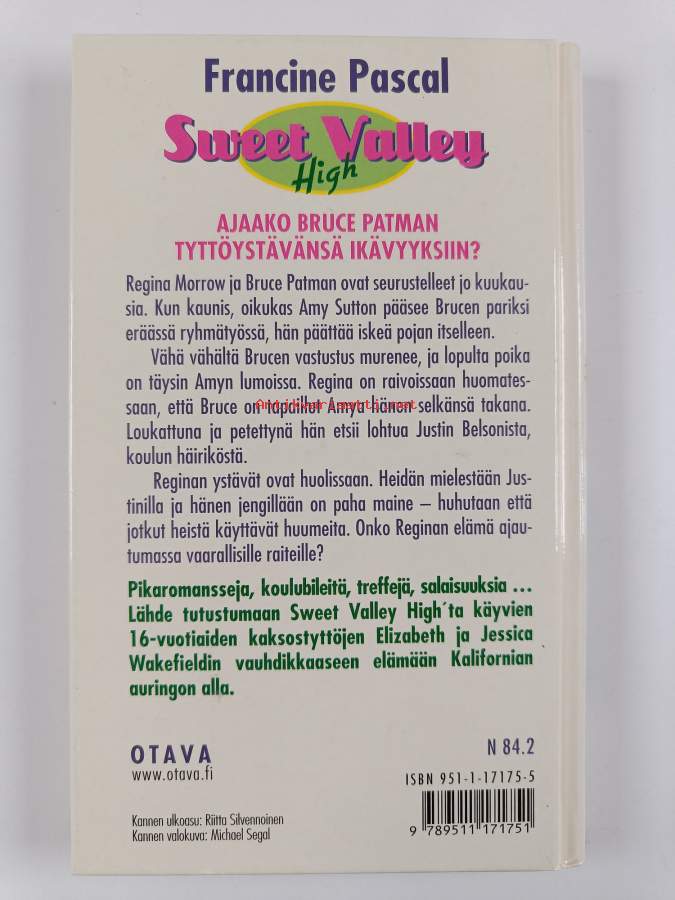 Francine Pascal
Sweet Valley
High
AJAAKO BRUCE PATMAN
TYTTÖYSTÄVÄNSÄ IKÄVYYKSIIN?
Regina Morrow ja Bruce Patman ovat seurustelleet jo kuukau-
sia. Kun kaunis, oikukas Amy Sutton pääsee Brucen pariksi
eräässä ryhmätyössä, hän päättää iskeä pojan itselleen.
Vähä vähältä Brucen vastustus murenee, ja lopulta poika
on täysin Amyn lumoissa. Regina on raivoissaan huomates-
saan, että Bruce on tapaillut Amya hänen selkänsä takana.
Antikvariaatti.net
Loukattuna ja petettynä hän etsii lohtua Justin Belsonista,
koulun häiriköstä.
Reginan ystävät ovat huolissaan. Heidän mielestään Jus-
tinilla ja hänen jengillään on paha maine – huhutaan että
jotkut heistä käyttävät huumeita. Onko Reginan elämä ajau-
tumassa vaarallisille raiteille?
Pikaromansseja, koulubileitä, treffejä, salaisuuksia ...
Lähde tutustumaan Sweet Valley High´ta käyvien
16-vuotiaiden kaksostyttöjen Elizabeth ja Jessica
Wakefieldin vauhdikkaaseen elämään Kalifornian
auringon alla.
OTAVA
www.otava.fi
N 84.2
ISBN 951-1-17175-5
9 789511 171751
Kannen ulkoasu: Riitta Silvennoinen
Kannen valokuva: Michael Segal